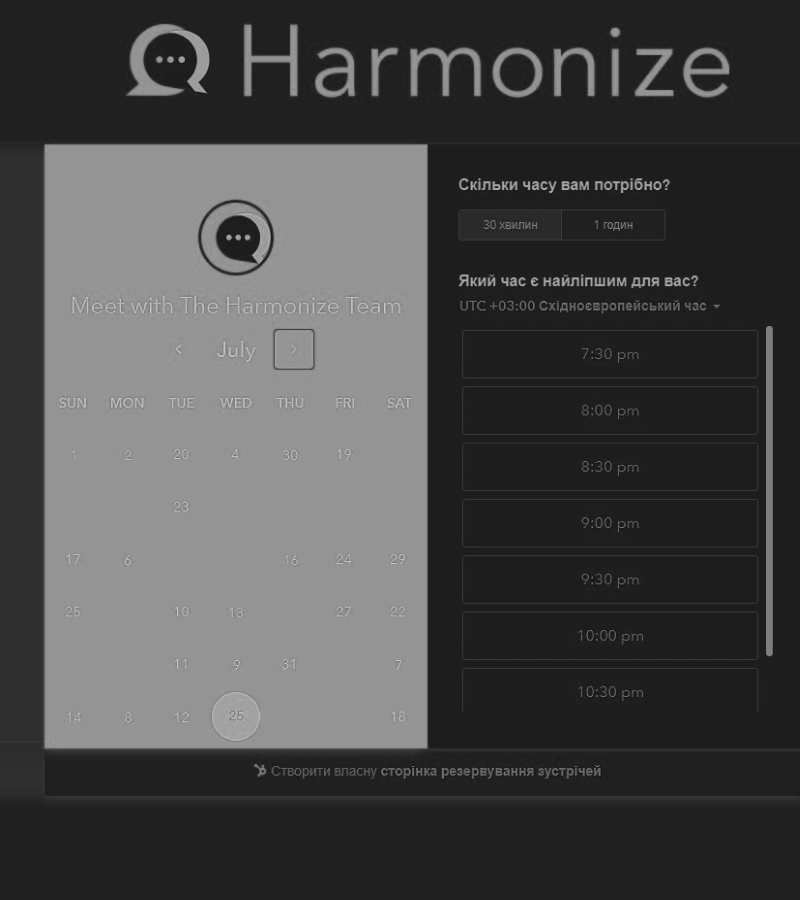 Harmonize
Meet with The Harmonize Team
July
SUN MON TUE WED THU FRI SAT
1 2 20 4 30 19
23
17 6 16 24 29
25 10 13 27 22
11 9 31 7
14 8 12 25 18
Скільки часу вам потрібно?
30 хвилин 1 годин
Який час є найліпшим для вас?
UTC +03:00 Східноєвропейський час
7:30 pm
8:00 pm
8:30 pm
9:00 pm
9:30 pm
10:00 pm
10:30 pm
Створити власну сторінка резервування зустрічей